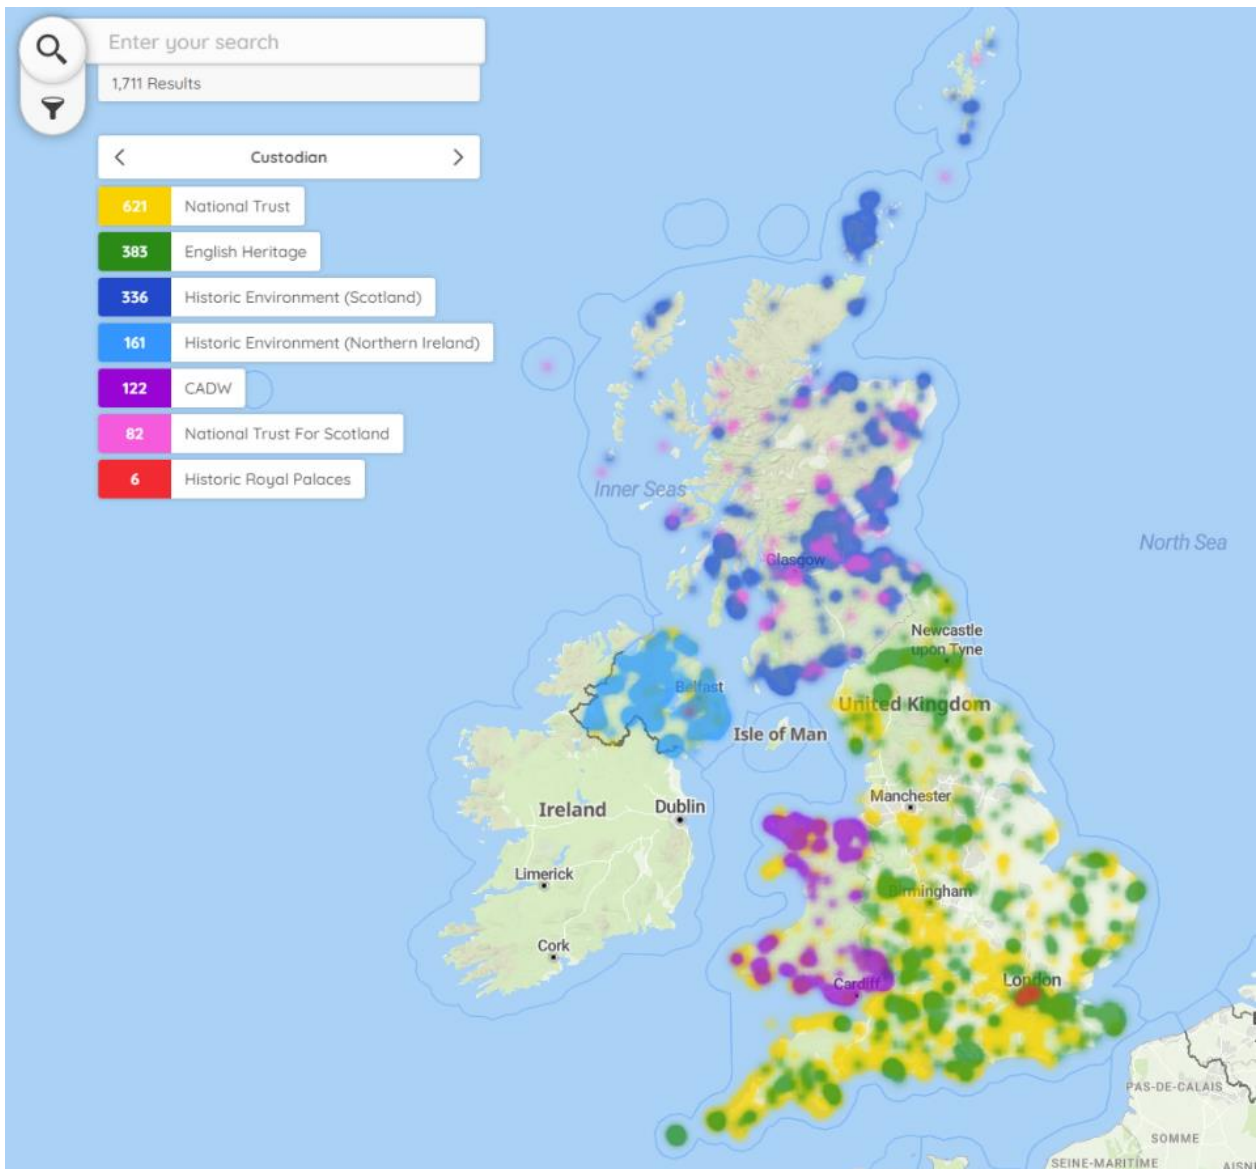 Enter your search
1,711 Results
Custodian
621 National Trust
383 English Heritage
336 Historic Environment (Scotland)
161 Historic Environment (Northern Ireland)
122 CADW
82 National Trust For Scotland
6 Historic Royal Palaces
Inner Seas
North Sea
Glasgow
Newcastle
upon Tyne
Belfast
United Kingdom
Isle of Man
Manchester
Ireland
Dublin
Limerick
Birmingham
Cork
London
Cardiff
PAS-DE-CALAIS
SOMME
SEINE-MARITIME